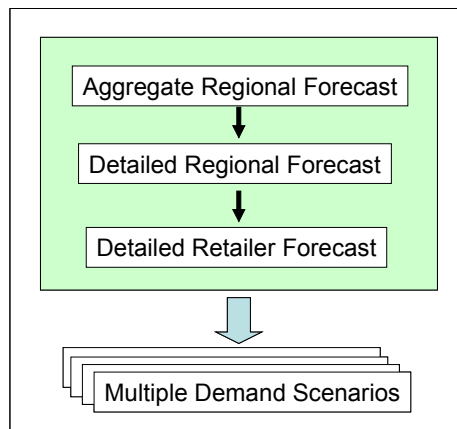 Aggregate Regional Forecast
Detailed Regional Forecast
Detailed Retailer Forecast
Multiple Demand Scenarios